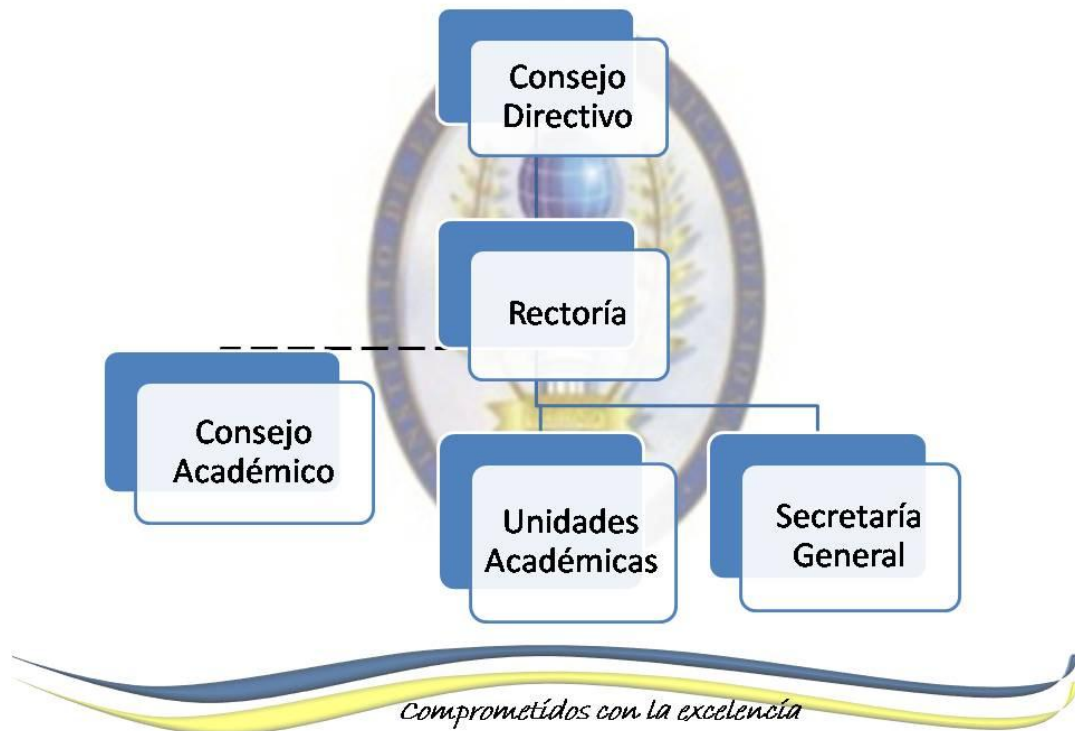 Consejo
Directivo
Rectoría
Consejo
Académico
Unidades
Académicas
Secretaría
General
Comprometidos con la excelencia